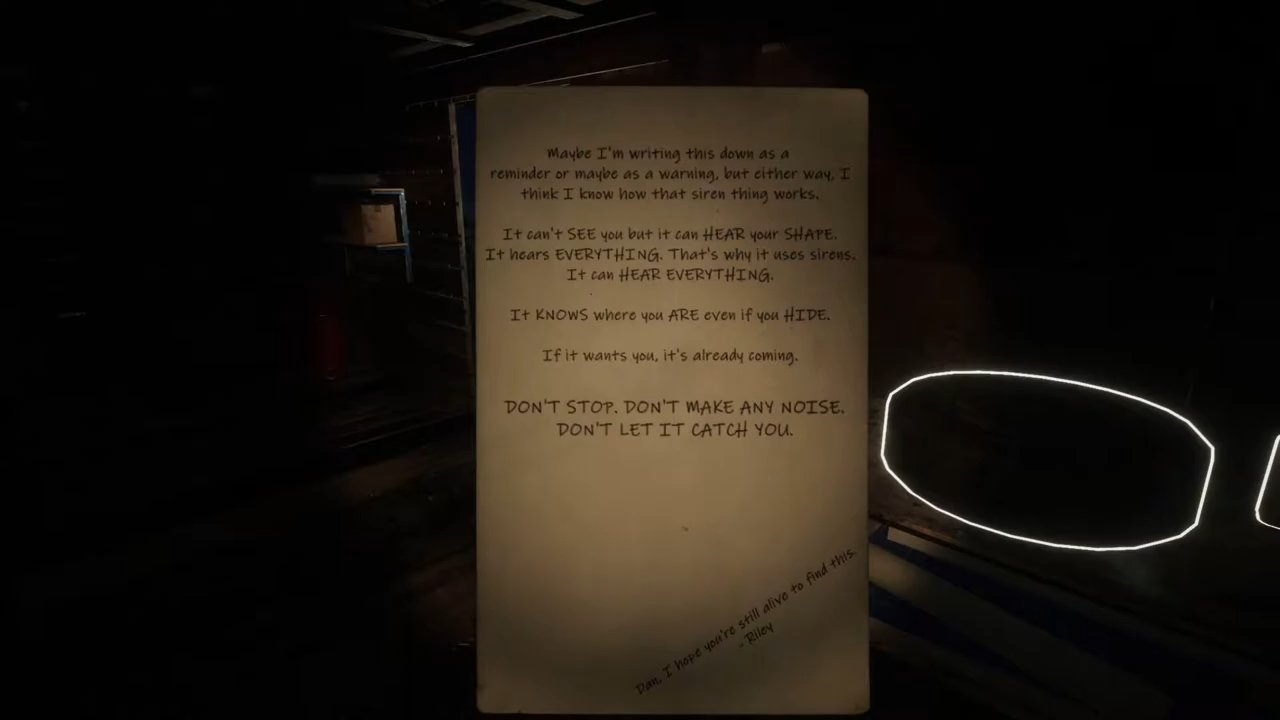 Maybe I'm writing this down as a
reminder or maybe as a warning, but either way, I
think I know how that siren thing works.
It can't SEE you but it can HEAR your SHAPE.
It hears EVERYTHING. That's why it uses sirens.
It can HEAR EVERYTHING.
It KNOWS where you ARE even if you HIDE.
If it wants you, it's already coming.
DON'T STOP. DON'T MAKE ANY NOISE.
DON'T LET IT CATCH YOU.
Dan, I hope you're still alive to find this.
- Riley